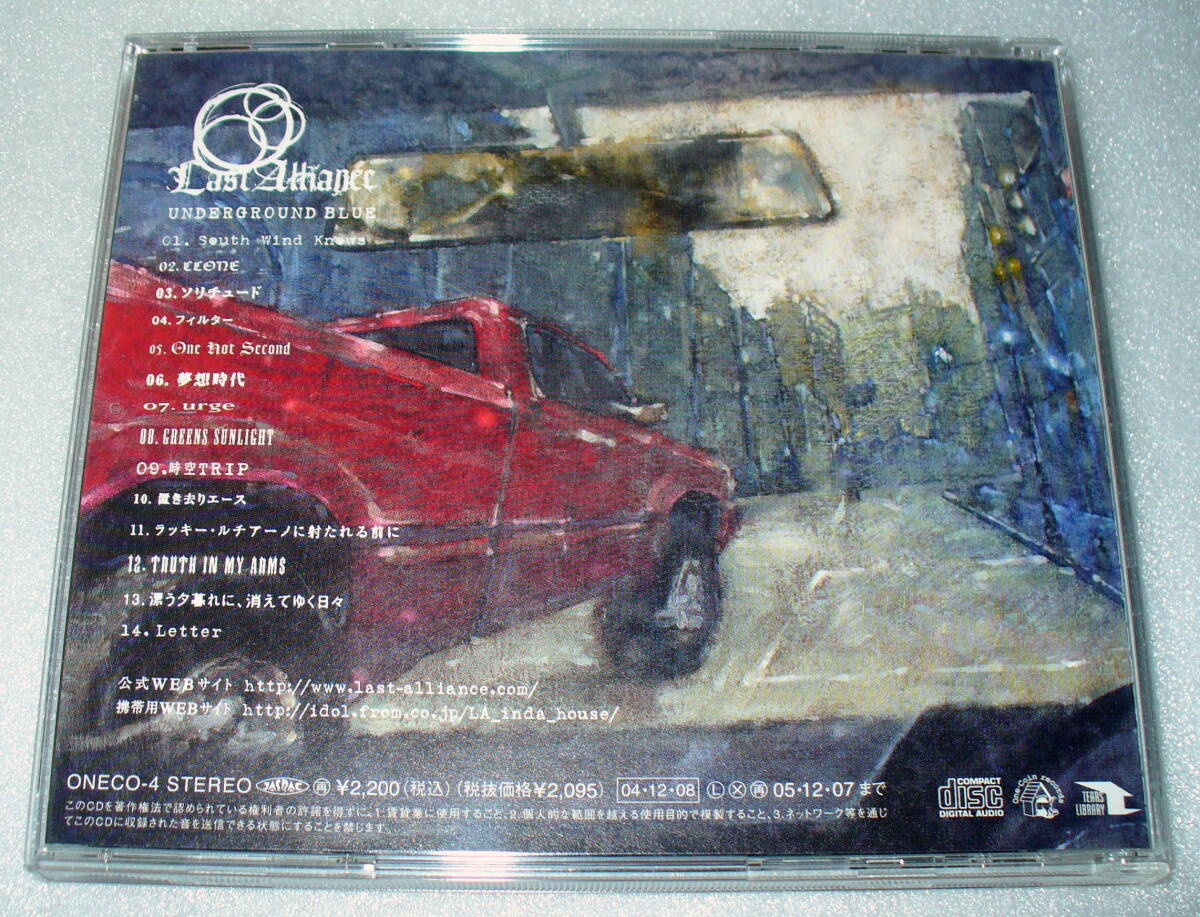 Last Alliance
UNDERGROUND BLUE
01. South Wind Knows
02. CLONE
03. ソリチュード
04. フィルター
05. One Not Second
06. 夢想時代
07. urge
08. GREENS SUNLIGHT
09. 時空TRIP
10. 置き去りエース
11. ラッキー・ルチアーノに射たれる前に
12. TRUTH IN MY ARMS
13.漂う夕暮れに、消えてゆく日々
14. Letter
公式WEBサイト http://www.last-alliance.com/
携帯用WEBサイト http://idol.from.co.jp/LA_inda_house/
ONECO-4 STEREO JASRAC 再 ¥2,200(税込)(税抜価格¥2,095) 04・12・08 Ⓛ Ⓧ 再 05・12・07 まで
このCDを著作権法で認められている権利者の許諾を得ずに、1. 賃貸業に使用すること、2. 個人的な範囲を越える使用目的で複製すること、3. ネットワーク等を通じ
てこのCDに収録された音を送信できる状態にすることを禁じます。
COMPACT
disc
DIGITAL AUDIO
One-Coin records
TEARS
LIBRARY